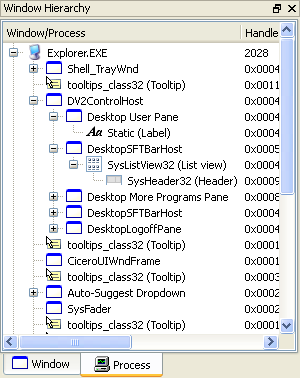 Window Hierarchy
Window/Process Handle
Explorer.EXE 2028
Shell_TrayWnd 0x0004
tooltips_class32 (Tooltip) 0x0011
DV2ControlHost 0x0004
Desktop User Pane 0x0004
Aa Static (Label) 0x0004
DesktopSFTBarHost 0x0005
SysListView32 (List view) 0x0004
SysHeader32 (Header) 0x0009
Desktop More Programs Pane 0x0008
DesktopSFTBarHost 0x0004
DesktopLogoffPane 0x0004
tooltips_class32 (Tooltip) 0x0001
CiceroUIWndFrame 0x0001
tooltips_class32 (Tooltip) 0x0003
Auto-Suggest Dropdown 0x0002
SysFader 0x0002
tooltips_class32 (Tooltip) 0x0001
Window Process